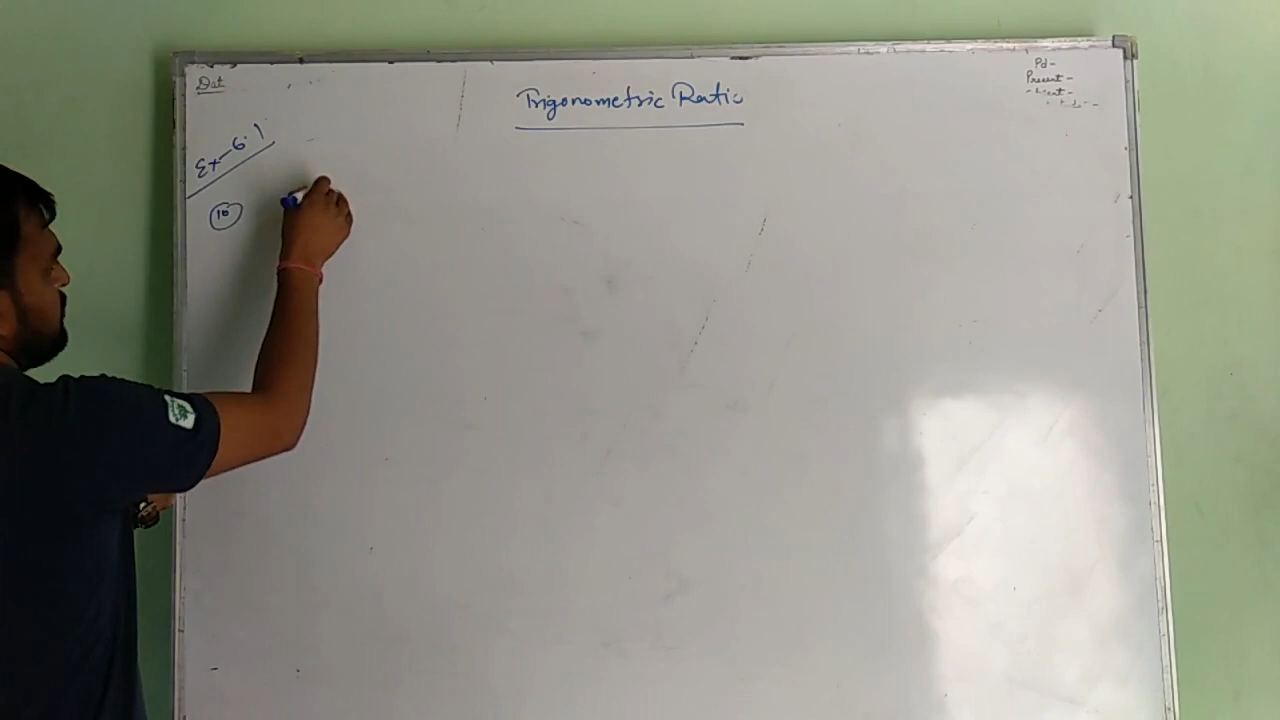 Dat
Trigonometric Ratio
Pd-
Present-
Ex-6.1
10